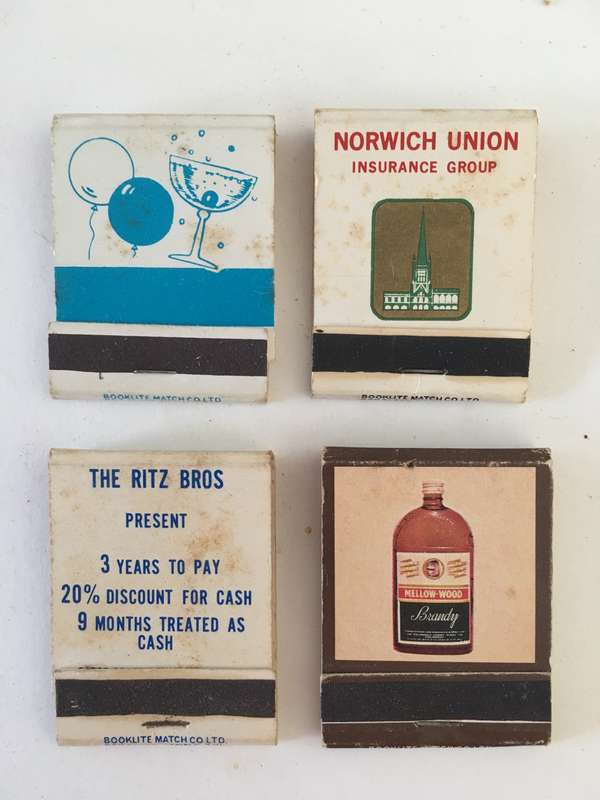 BOOKLITE MATCH CO LTD.
NORWICH UNION
INSURANCE GROUP
BOOKLITE MATCH CO LTD.
THE RITZ BROS
PRESENT
3 YEARS TO PAY
20% DISCOUNT FOR CASH
9 MONTHS TREATED AS
CASH
BOOKLITE MATCH CO LTD.
MELLOW-WOOD
Brandy